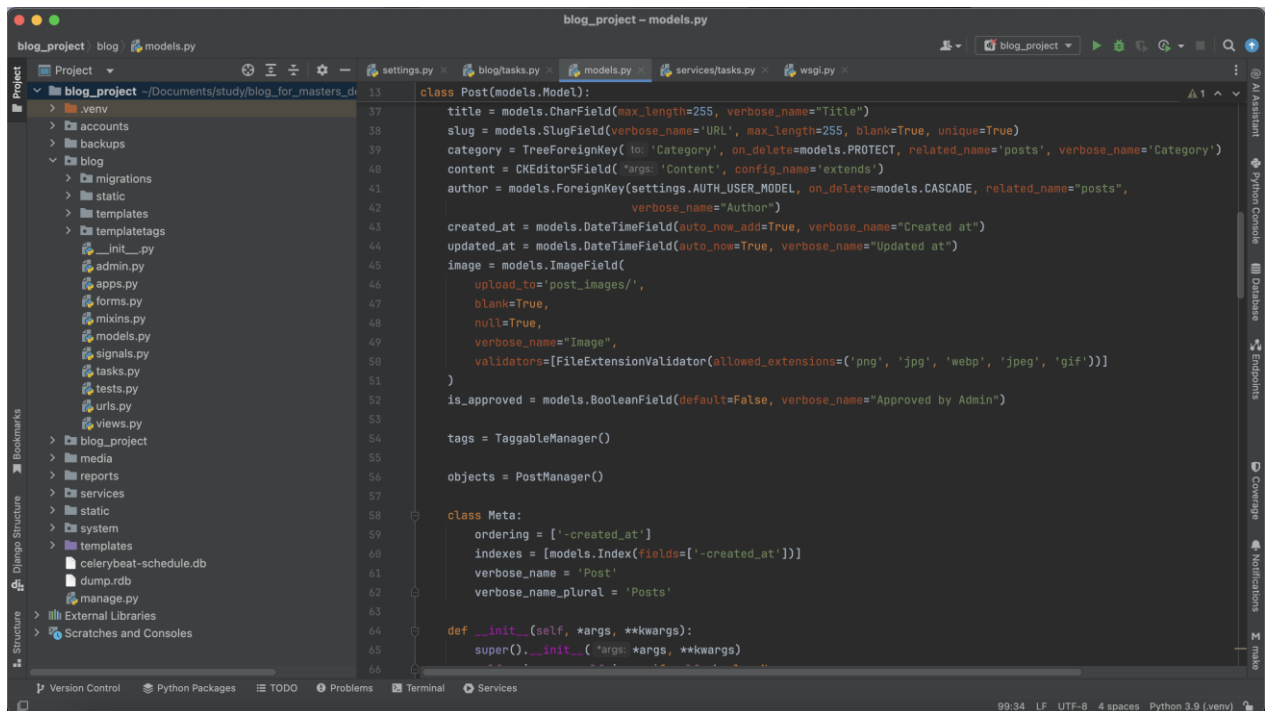 blog_project – models.py
blog_project 〉 blog 〉 models.py
blog_project
Project
settings.py
blog/tasks.py
models.py
services/tasks.py
wsgi.py
blog_project ~/Documents/study/blog_for_masters_d
.venv
accounts
backups
blog
migrations
static
templates
templatetags
__init__.py
admin.py
apps.py
forms.py
mixins.py
models.py
signals.py
tasks.py
tests.py
urls.py
views.py
blog_project
media
reports
services
static
system
templates
celerybeat-schedule.db
dump.rdb
manage.py
External Libraries
Scratches and Consoles
13 class Post(models.Model):
1
37 title = models.CharField(max_length=255, verbose_name="Title")
38 slug = models.SlugField(verbose_name='URL', max_length=255, blank=True, unique=True)
39 category = TreeForeignKey( to: 'Category', on_delete=models.PROTECT, related_name='posts', verbose_name='Category')
40 content = CKEditor5Field( *args: 'Content', config_name='extends')
41 author = models.ForeignKey(settings.AUTH_USER_MODEL, on_delete=models.CASCADE, related_name="posts",
42 verbose_name="Author")
43 created_at = models.DateTimeField(auto_now_add=True, verbose_name="Created at")
44 updated_at = models.DateTimeField(auto_now=True, verbose_name="Updated at")
45 image = models.ImageField(
46 upload_to='post_images/',
47 blank=True,
48 null=True,
49 verbose_name="Image",
50 validators=[FileExtensionValidator(allowed_extensions=('png', 'jpg', 'webp', 'jpeg', 'gif'))]
51 )
52 is_approved = models.BooleanField(default=False, verbose_name="Approved by Admin")
53
54 tags = TaggableManager()
55
56 objects = PostManager()
57
58 class Meta:
59 ordering = ['-created_at']
60 indexes = [models.Index(fields=['-created_at'])]
61 verbose_name = 'Post'
62 verbose_name_plural = 'Posts'
63
64 def __init__(self, *args, **kwargs):
65 super().__init__( *args: *args, **kwargs)
66
Project
Bookmarks
Django Structure
dj
Structure
AI Assistant
Python Console
Database
Endpoints
Coverage
Notifications
M make
Version Control
Python Packages
TODO
Problems
Terminal
Services
99:34 LF UTF-8 4 spaces Python 3.9 (.venv)